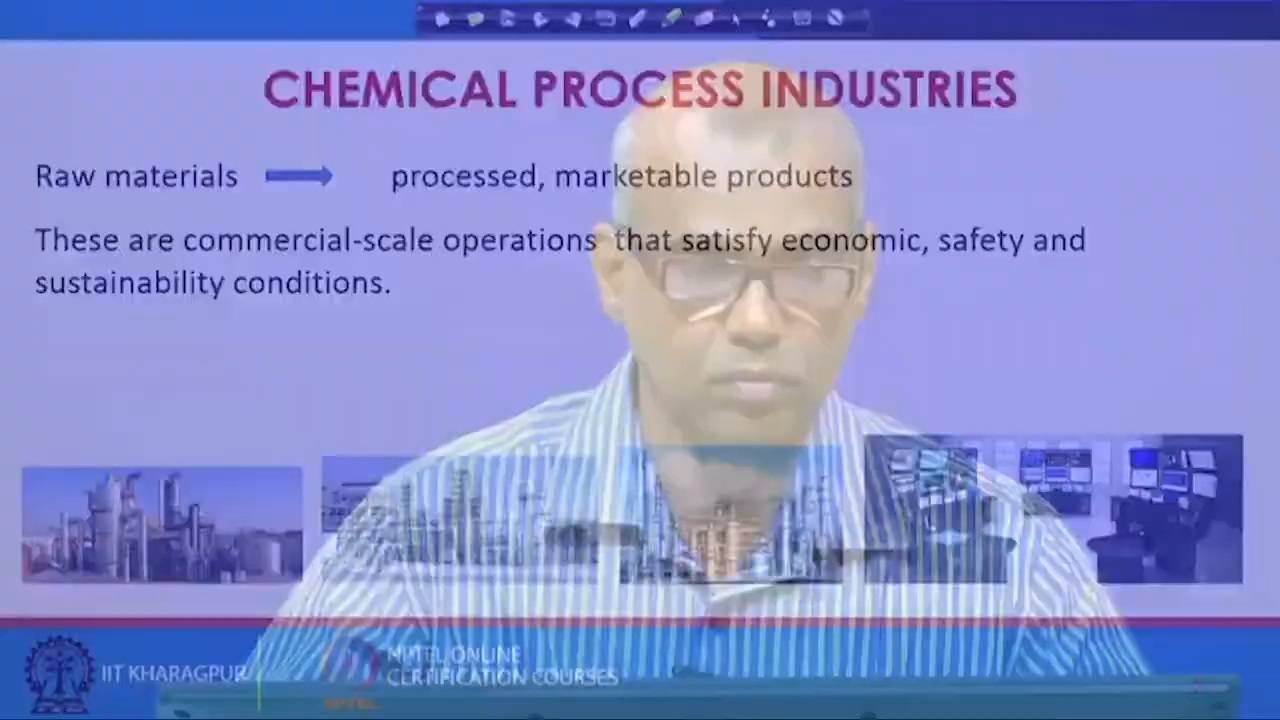 CHEMICAL PROCESS INDUSTRIES
Raw materials processed, marketable products
These are commercial-scale operations that satisfy economic, safety and
sustainability conditions.
IIT KHARAGPUR
NPTEL ONLINE
CERTIFICATION COURSES
NPTEL